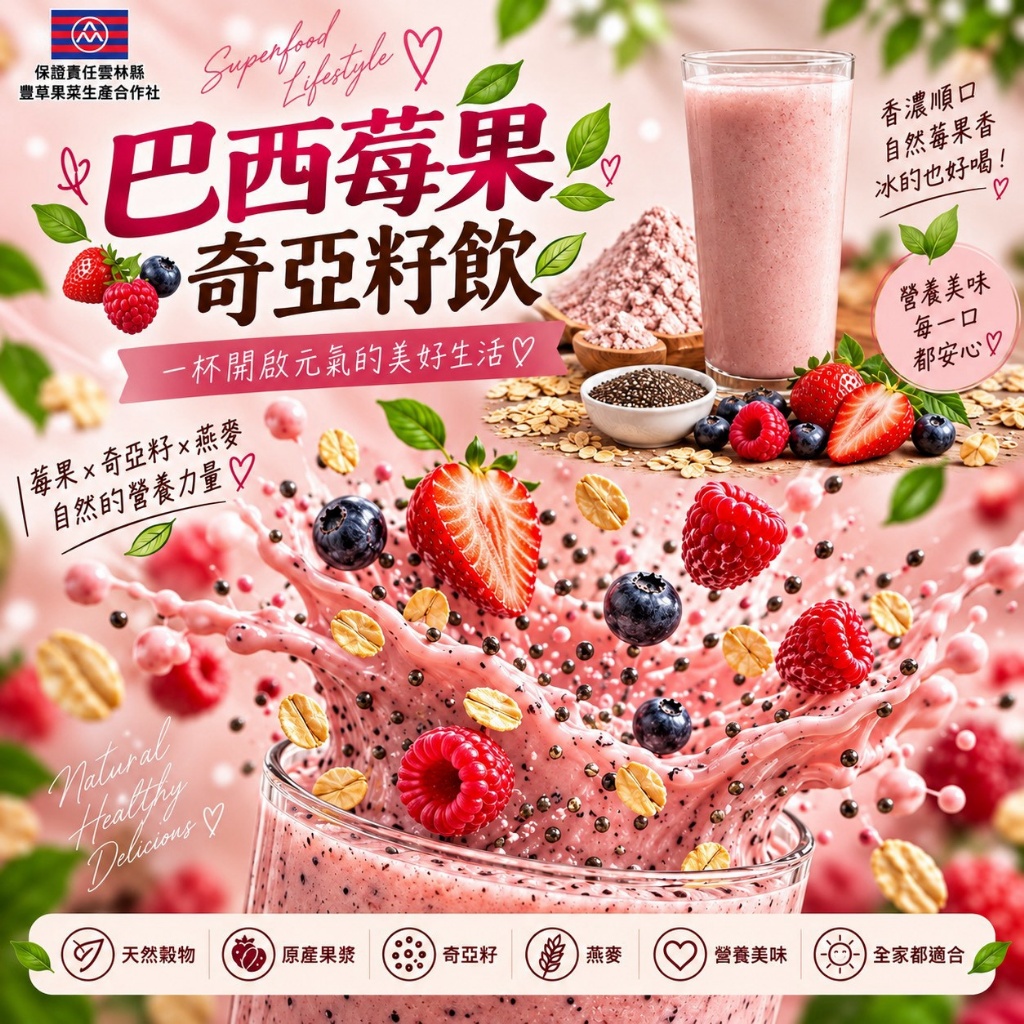 保證責任雲林縣
豐草果菜生產合作社
Superfood
Lifestyle
巴西莓果
奇亞籽飲
一杯開啟元氣的美好生活
香濃順口
自然莓果香
冰的也好喝！
營養美味
每一口
都安心
莓果×奇亞籽×燕麥
自然的營養力量
Natural
Healthy
Delicious
天然穀物
原產果漿
奇亞籽
燕麥
營養美味
全家都適合